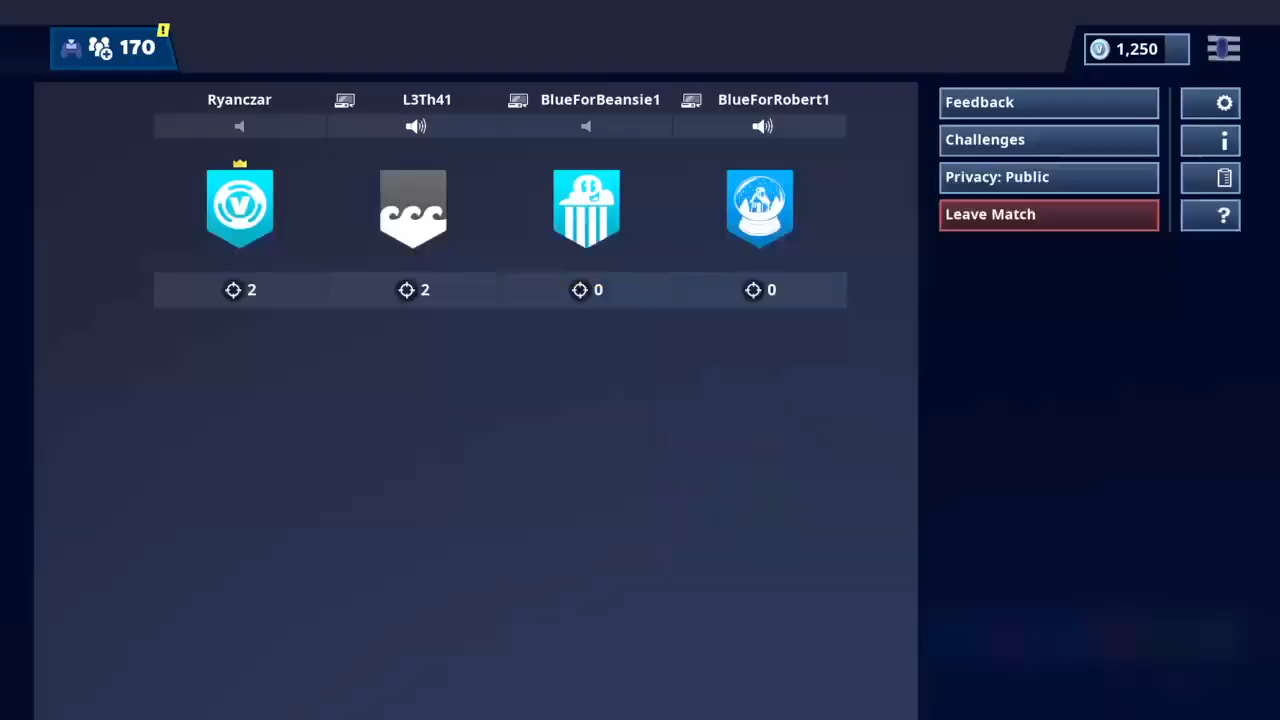 170
!
1,250
Ryanczar
L3Th41
BlueForBeansie1
BlueForRobert1
2
2
0
0
Feedback
Challenges
Privacy: Public
Leave Match
i
?